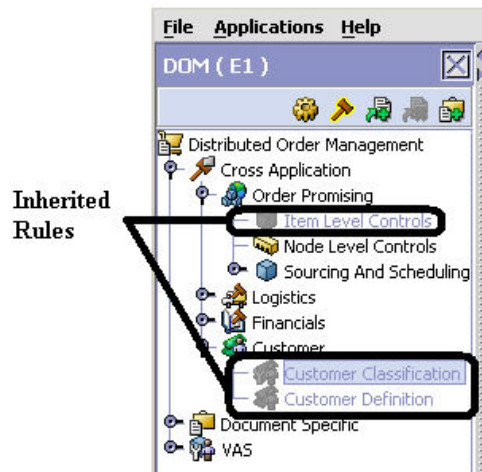 File Applications Help
DOM ( E1 )
Distributed Order Management
Cross Application
Order Promising
Inherited
Rules
Item Level Controls
Node Level Controls
Sourcing And Scheduling
Logistics
Financials
Customer
Customer Classification
Customer Definition
Document Specific
VAS